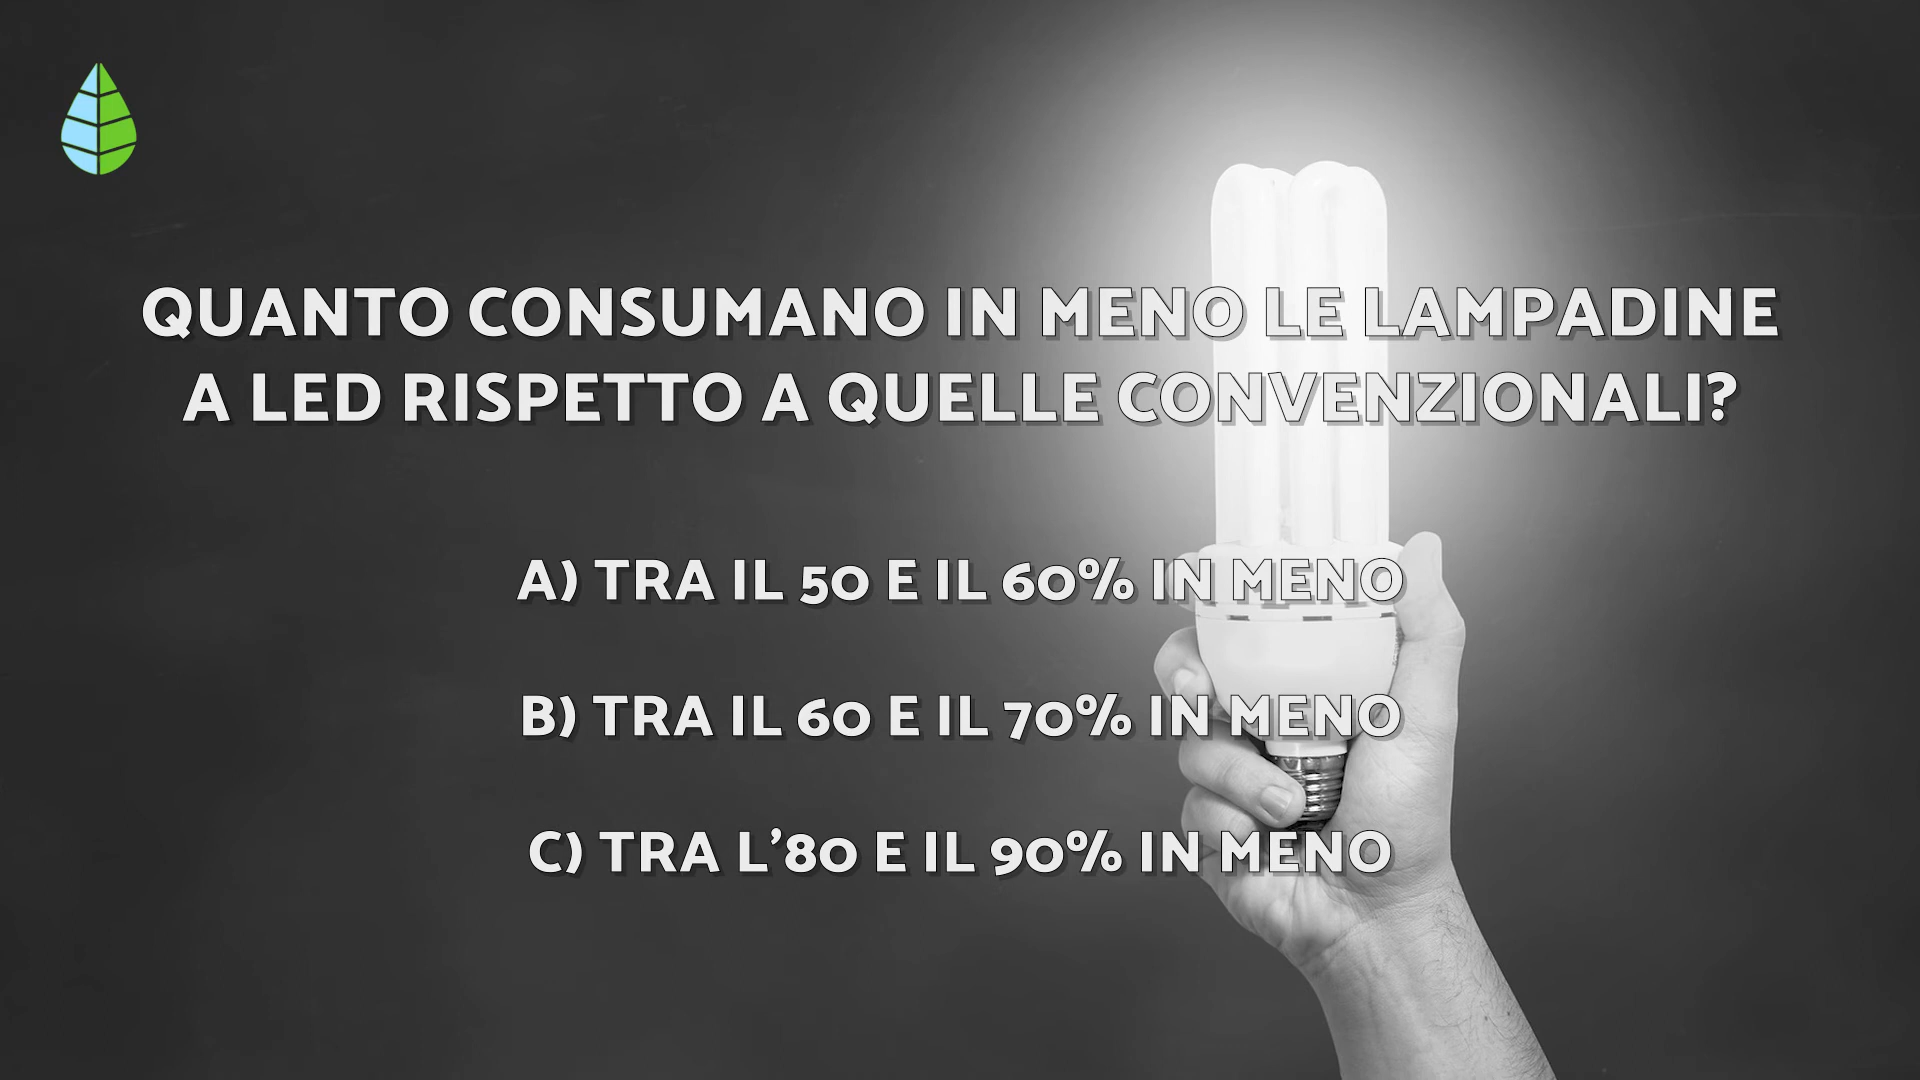 QUANTO CONSUMANO IN MENO LE LAMPADINE
A LED RISPETTO A QUELLE CONVENZIONALI?
A) TRA IL 50 E IL 60% IN MENO
B) TRA IL 60 E IL 70% IN MENO
C) TRA L'80 E IL 90% IN MENO